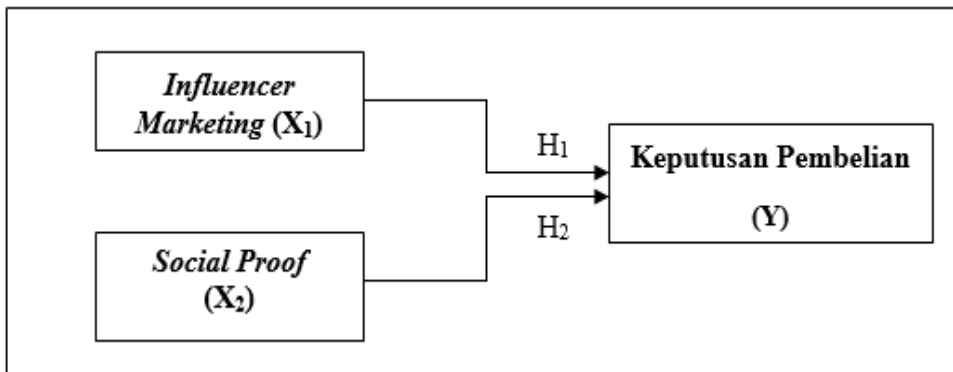 Influencer
Marketing (X₁)
H₁
Keputusan Pembelian
(Y)
H₂
Social Proof
(X₂)